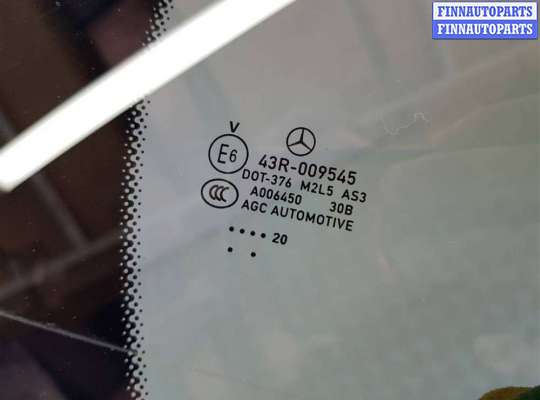 FINNAUTOPARTS
FINNAUTOPARTS
V
E6
43R-009545
DOT-376 M2L5 AS3
CCC
A006450 30B
AGC AUTOMOTIVE
.... 20
. .